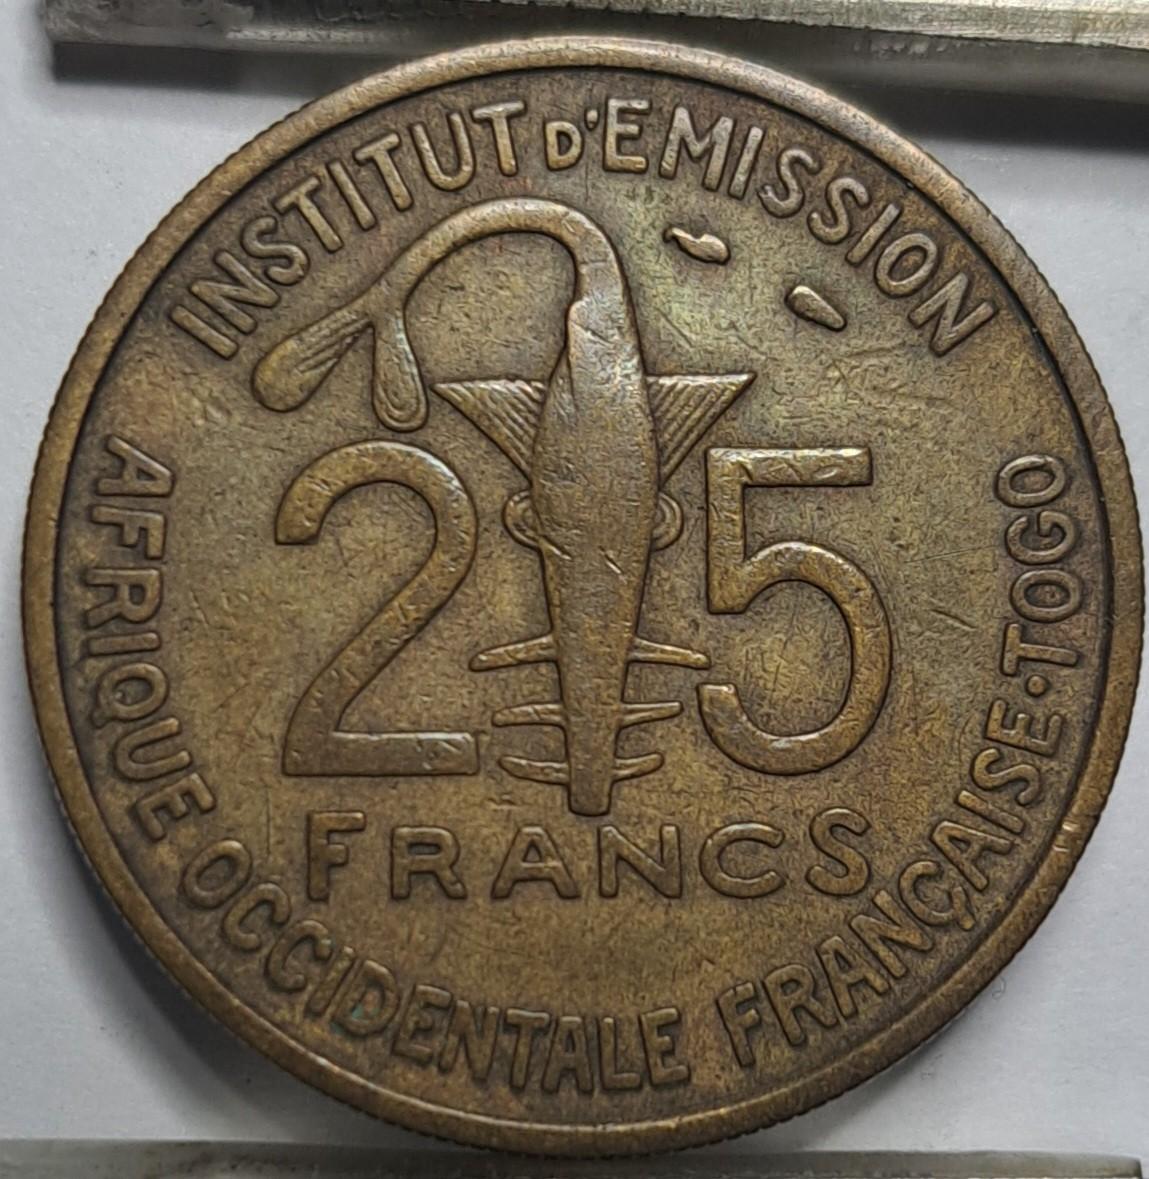 INSTITUT D'EMISSION
AFRIQUE OCCIDENTALE FRANÇAISE·TOGO
25
FRANCS